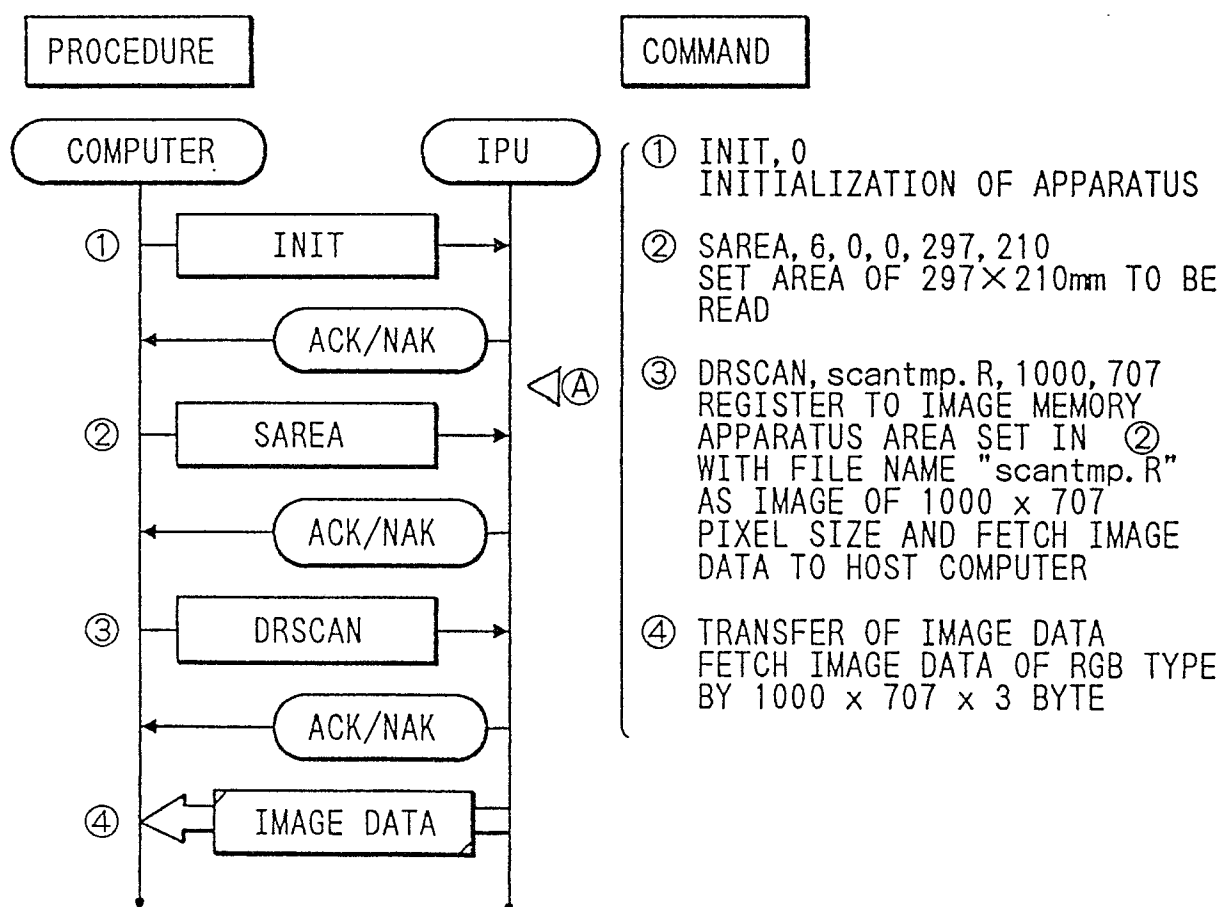 PROCEDURE
COMMAND
COMPUTER
IPU
① INIT
ACK/NAK
Ⓐ
② SAREA
ACK/NAK
③ DRSCAN
ACK/NAK
④ IMAGE DATA
① INIT, 0
INITIALIZATION OF APPARATUS
② SAREA, 6, 0, 0, 297, 210
SET AREA OF 297×210mm TO BE
READ
③ DRSCAN, scantmp. R, 1000, 707
REGISTER TO IMAGE MEMORY
APPARATUS AREA SET IN ②
WITH FILE NAME "scantmp. R"
AS IMAGE OF 1000 x 707
PIXEL SIZE AND FETCH IMAGE
DATA TO HOST COMPUTER
④ TRANSFER OF IMAGE DATA
FETCH IMAGE DATA OF RGB TYPE
BY 1000 x 707 x 3 BYTE